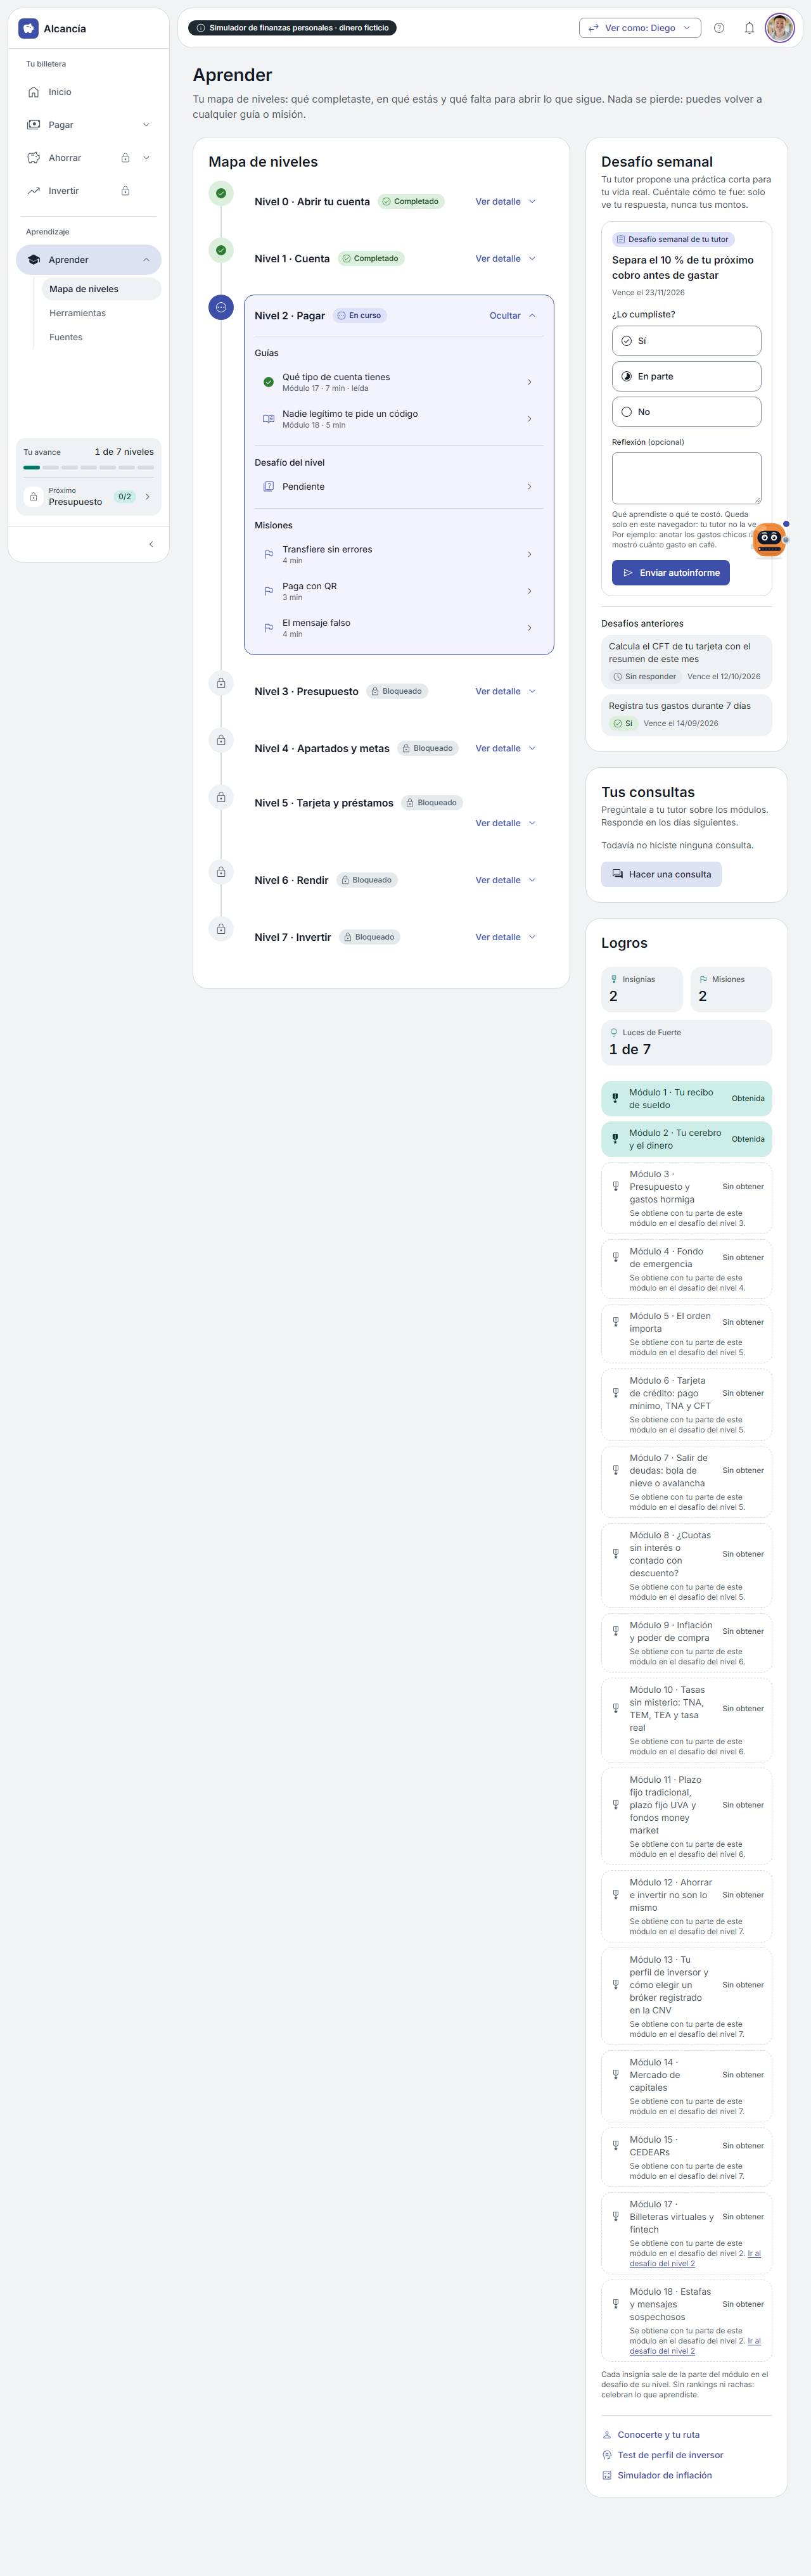 Alcancía
Tu billetera
Inicio
Pagar
Ahorrar
Invertir
Aprendizaje
Aprender
Mapa de niveles
Herramientas
Fuentes
Tu avance
1 de 7 niveles
Próximo
Presupuesto
0/2
Simulador de finanzas personales · dinero ficticio
Ver como: Diego
Aprender
Tu mapa de niveles: qué completaste, en qué estás y qué falta para abrir lo que sigue. Nada se pierde: puedes volver a
cualquier guía o misión.
Mapa de niveles
Nivel 0 · Abrir tu cuenta
Completado
Ver detalle
Nivel 1 · Cuenta
Completado
Ver detalle
Nivel 2 · Pagar
En curso
Ocultar
Guías
Qué tipo de cuenta tienes
Módulo 17 · 7 min · leída
Nadie legítimo te pide un código
Módulo 18 · 5 min
Desafío del nivel
Pendiente
Misiones
Transfiere sin errores
4 min
Paga con QR
3 min
El mensaje falso
4 min
Nivel 3 · Presupuesto
Bloqueado
Ver detalle
Nivel 4 · Apartados y metas
Bloqueado
Ver detalle
Nivel 5 · Tarjeta y préstamos
Bloqueado
Ver detalle
Nivel 6 · Rendir
Bloqueado
Ver detalle
Nivel 7 · Invertir
Bloqueado
Ver detalle
Desafío semanal
Tu tutor propone una práctica corta para
tu vida real. Cuéntale cómo te fue: solo
ve tu respuesta, nunca tus montos.
Desafío semanal de tu tutor
Separa el 10 % de tu próximo
cobro antes de gastar
Vence el 23/11/2026
¿Lo cumpliste?
Sí
En parte
No
Reflexión (opcional)
Qué aprendiste o qué te costó. Queda
solo en este navegador: tu tutor no la ve.
Por ejemplo: anotar los gastos chicos
mostró cuánto gasto en café.
Enviar autoinforme
Desafíos anteriores
Calcula el CFT de tu tarjeta con el
resumen de este mes
Sin responder
Vence el 12/10/2026
Registra tus gastos durante 7 días
Sí
Vence el 14/09/2026
Tus consultas
Pregúntale a tu tutor sobre los módulos.
Responde en los días siguientes.
Todavía no hiciste ninguna consulta.
Hacer una consulta
Logros
Insignias
2
Misiones
2
Luces de Fuerte
1 de 7
Módulo 1 · Tu recibo
de sueldo
Obtenida
Módulo 2 · Tu cerebro
y el dinero
Obtenida
Módulo 3 ·
Presupuesto y
gastos hormiga
Sin obtener
Se obtiene con tu parte de este
módulo en el desafío del nivel 3.
Módulo 4 · Fondo
de emergencia
Sin obtener
Se obtiene con tu parte de este
módulo en el desafío del nivel 4.
Módulo 5 · El orden
importa
Sin obtener
Se obtiene con tu parte de este
módulo en el desafío del nivel 5.
Módulo 6 · Tarjeta
de crédito: pago
mínimo, TNA y CFT
Sin obtener
Se obtiene con tu parte de este
módulo en el desafío del nivel 5.
Módulo 7 · Salir de
deudas: bola de
nieve o avalancha
Sin obtener
Se obtiene con tu parte de este
módulo en el desafío del nivel 5.
Módulo 8 · ¿Cuotas
sin interés o
contado con
descuento?
Sin obtener
Se obtiene con tu parte de este
módulo en el desafío del nivel 5.
Módulo 9 · Inflación
y poder de compra
Sin obtener
Se obtiene con tu parte de este
módulo en el desafío del nivel 6.
Módulo 10 · Tasas
sin misterio: TNA,
TEM, TEA y tasa
real
Sin obtener
Se obtiene con tu parte de este
módulo en el desafío del nivel 6.
Módulo 11 · Plazo
fijo tradicional,
plazo fijo UVA y
fondos money
market
Sin obtener
Se obtiene con tu parte de este
módulo en el desafío del nivel 6.
Módulo 12 · Ahorrar
e invertir no son lo
mismo
Sin obtener
Se obtiene con tu parte de este
módulo en el desafío del nivel 7.
Módulo 13 · Tu
perfil de inversor y
cómo elegir un
bróker registrado
en la CNV
Sin obtener
Se obtiene con tu parte de este
módulo en el desafío del nivel 7.
Módulo 14 ·
Mercado de
capitales
Sin obtener
Se obtiene con tu parte de este
módulo en el desafío del nivel 7.
Módulo 15 ·
CEDEARs
Sin obtener
Se obtiene con tu parte de este
módulo en el desafío del nivel 7.
Módulo 17 ·
Billeteras virtuales y
fintech
Sin obtener
Se obtiene con tu parte de este
módulo en el desafío del nivel 2. Ir al
desafío del nivel 2
Módulo 18 · Estafas
y mensajes
sospechosos
Sin obtener
Se obtiene con tu parte de este
módulo en el desafío del nivel 2. Ir al
desafío del nivel 2
Cada insignia sale de la parte del módulo en el
desafío de su nivel. Sin rankings ni rachas:
celebran lo que aprendiste.
Conocerte y tu ruta
Test de perfil de inversor
Simulador de inflación